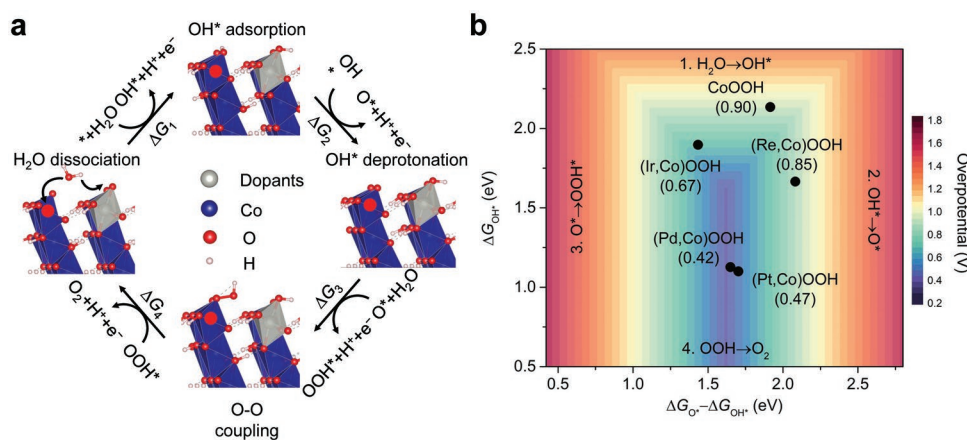 a
OH* adsorption
*+H₂O OH*+H⁺+e⁻
ΔG₁
*OH O*+H⁺+e⁻
ΔG₂
H₂O dissociation
OH* deprotonation
Dopants
Co
O
H
O₂+H⁺+e⁻ OOH*
ΔG₄
ΔG₃
OOH*+H⁺+e⁻ O*+H₂O
O-O
coupling
b
2.5
2.0
1.5
1.0
0.5
ΔG_OH* (eV)
1. H₂O→OH*
CoOOH
(0.90)
(Ir,Co)OOH
(0.67)
(Re,Co)OOH
(0.85)
(Pd,Co)OOH
(0.42)
(Pt,Co)OOH
(0.47)
3. O*→OOH*
2. OH*→O*
4. OOH→O₂
0.5 1.0 1.5 2.0 2.5
ΔG_O*–ΔG_OH* (eV)
1.8
1.6
1.4
1.2
1.0
0.8
0.6
0.4
0.2
Overpotential (V)